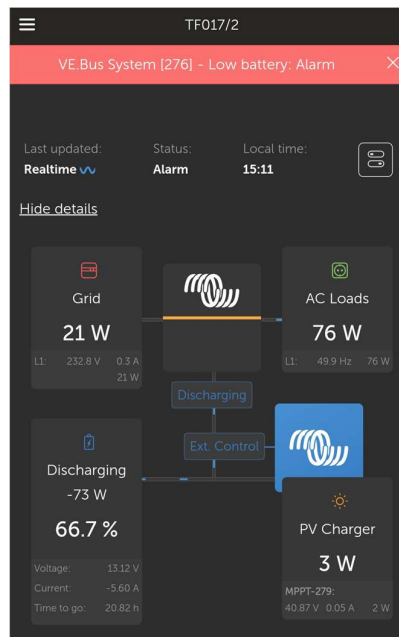 TF017/2
VE.Bus System [276] - Low battery: Alarm
Last updated: Status: Local time:
Realtime Alarm 15:11
Hide details
Grid
21 W
L1: 232.8 V 0.3 A
21 W
AC Loads
76 W
L1: 49.9 Hz 76 W
Discharging
Ext. Control
Discharging
-73 W
66.7 %
Voltage: 13.12 V
Current: -5.60 A
Time to go: 20.82 h
PV Charger
3 W
MPPT-279:
40.87 V 0.05 A 2 W